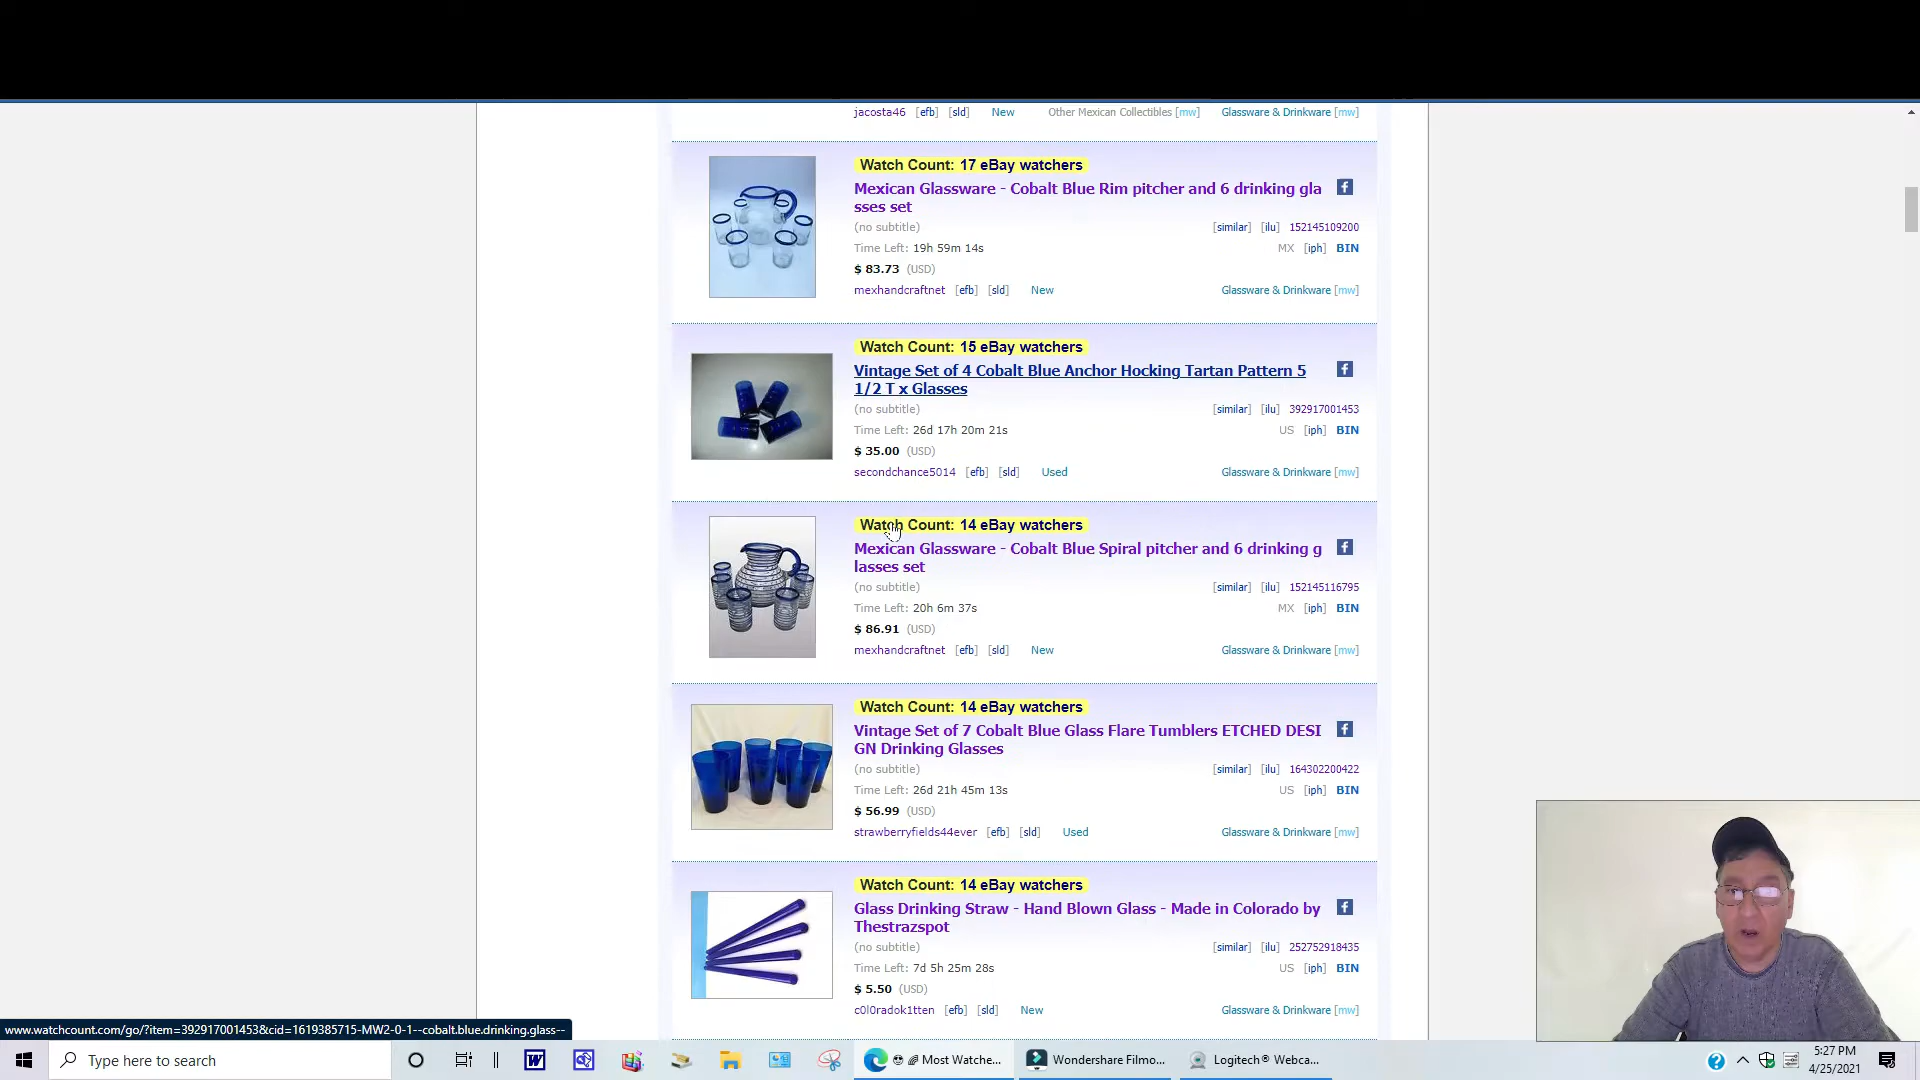 jacosta46 [efb] [sld] New Other Mexican Collectibles [mw] Glassware & Drinkware [mw]
Watch Count: 17 eBay watchers
Mexican Glassware - Cobalt Blue Rim pitcher and 6 drinking gla
sses set
(no subtitle) [similar] [ilu] 152145109200
Time Left: 19h 59m 14s MX [iph] BIN
$ 83.73 (USD)
mexhandcraftnet [efb] [sld] New Glassware & Drinkware [mw]
Watch Count: 15 eBay watchers
Vintage Set of 4 Cobalt Blue Anchor Hocking Tartan Pattern 5
1/2 T x Glasses
(no subtitle) [similar] [ilu] 392917001453
Time Left: 26d 17h 20m 21s US [iph] BIN
$ 35.00 (USD)
secondchance5014 [efb] [sld] Used Glassware & Drinkware [mw]
Watch Count: 14 eBay watchers
Mexican Glassware - Cobalt Blue Spiral pitcher and 6 drinking g
lasses set
(no subtitle) [similar] [ilu] 152145116795
Time Left: 20h 6m 37s MX [iph] BIN
$ 86.91 (USD)
mexhandcraftnet [efb] [sld] New Glassware & Drinkware [mw]
Watch Count: 14 eBay watchers
Vintage Set of 7 Cobalt Blue Glass Flare Tumblers ETCHED DESI
GN Drinking Glasses
(no subtitle) [similar] [ilu] 164302200422
Time Left: 26d 21h 45m 13s US [iph] BIN
$ 56.99 (USD)
strawberryfields44ever [efb] [sld] Used Glassware & Drinkware [mw]
Watch Count: 14 eBay watchers
Glass Drinking Straw - Hand Blown Glass - Made in Colorado by
Thestrazspot
(no subtitle) [similar] [ilu] 252752918435
Time Left: 7d 5h 25m 28s US [iph] BIN
$ 5.50 (USD)
c0l0radok1tten [efb] [sld] New Glassware & Drinkware [mw]
www.watchcount.com/go/?item=392917001453&cid=1619385715-MW2-0-1--cobalt.blue.drinking.glass--
Type here to search Most Watche... Wondershare Filmo... Logitech® Webca... 5:27 PM
4/25/2021